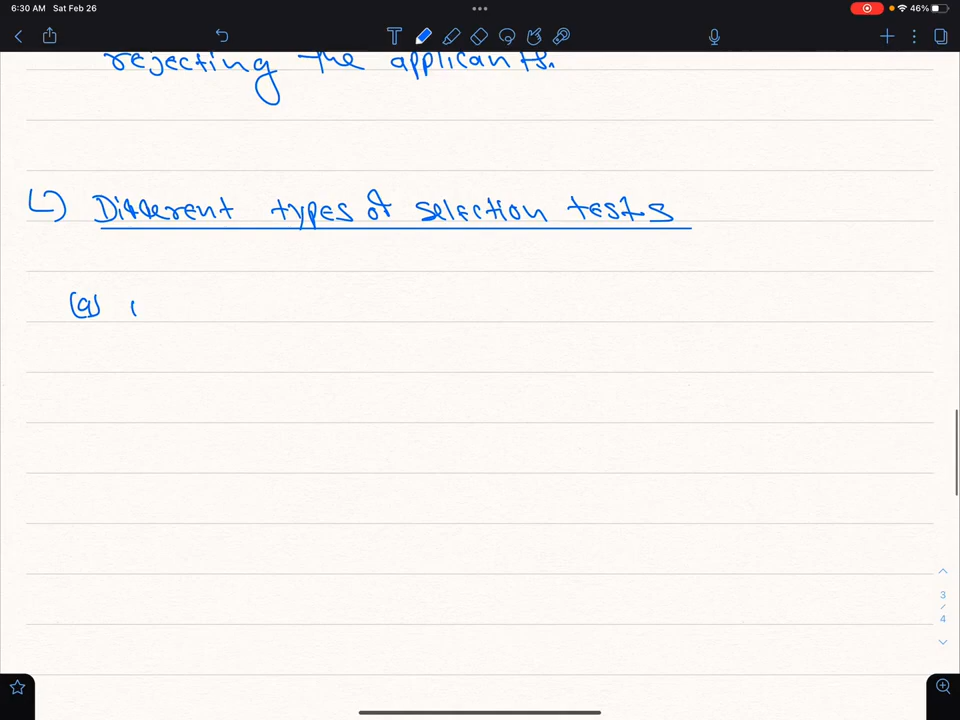 6:30 AM Sat Feb 26
46%
T
rejecting the applicants.
Different types of selection tests
(a)
3
/
4